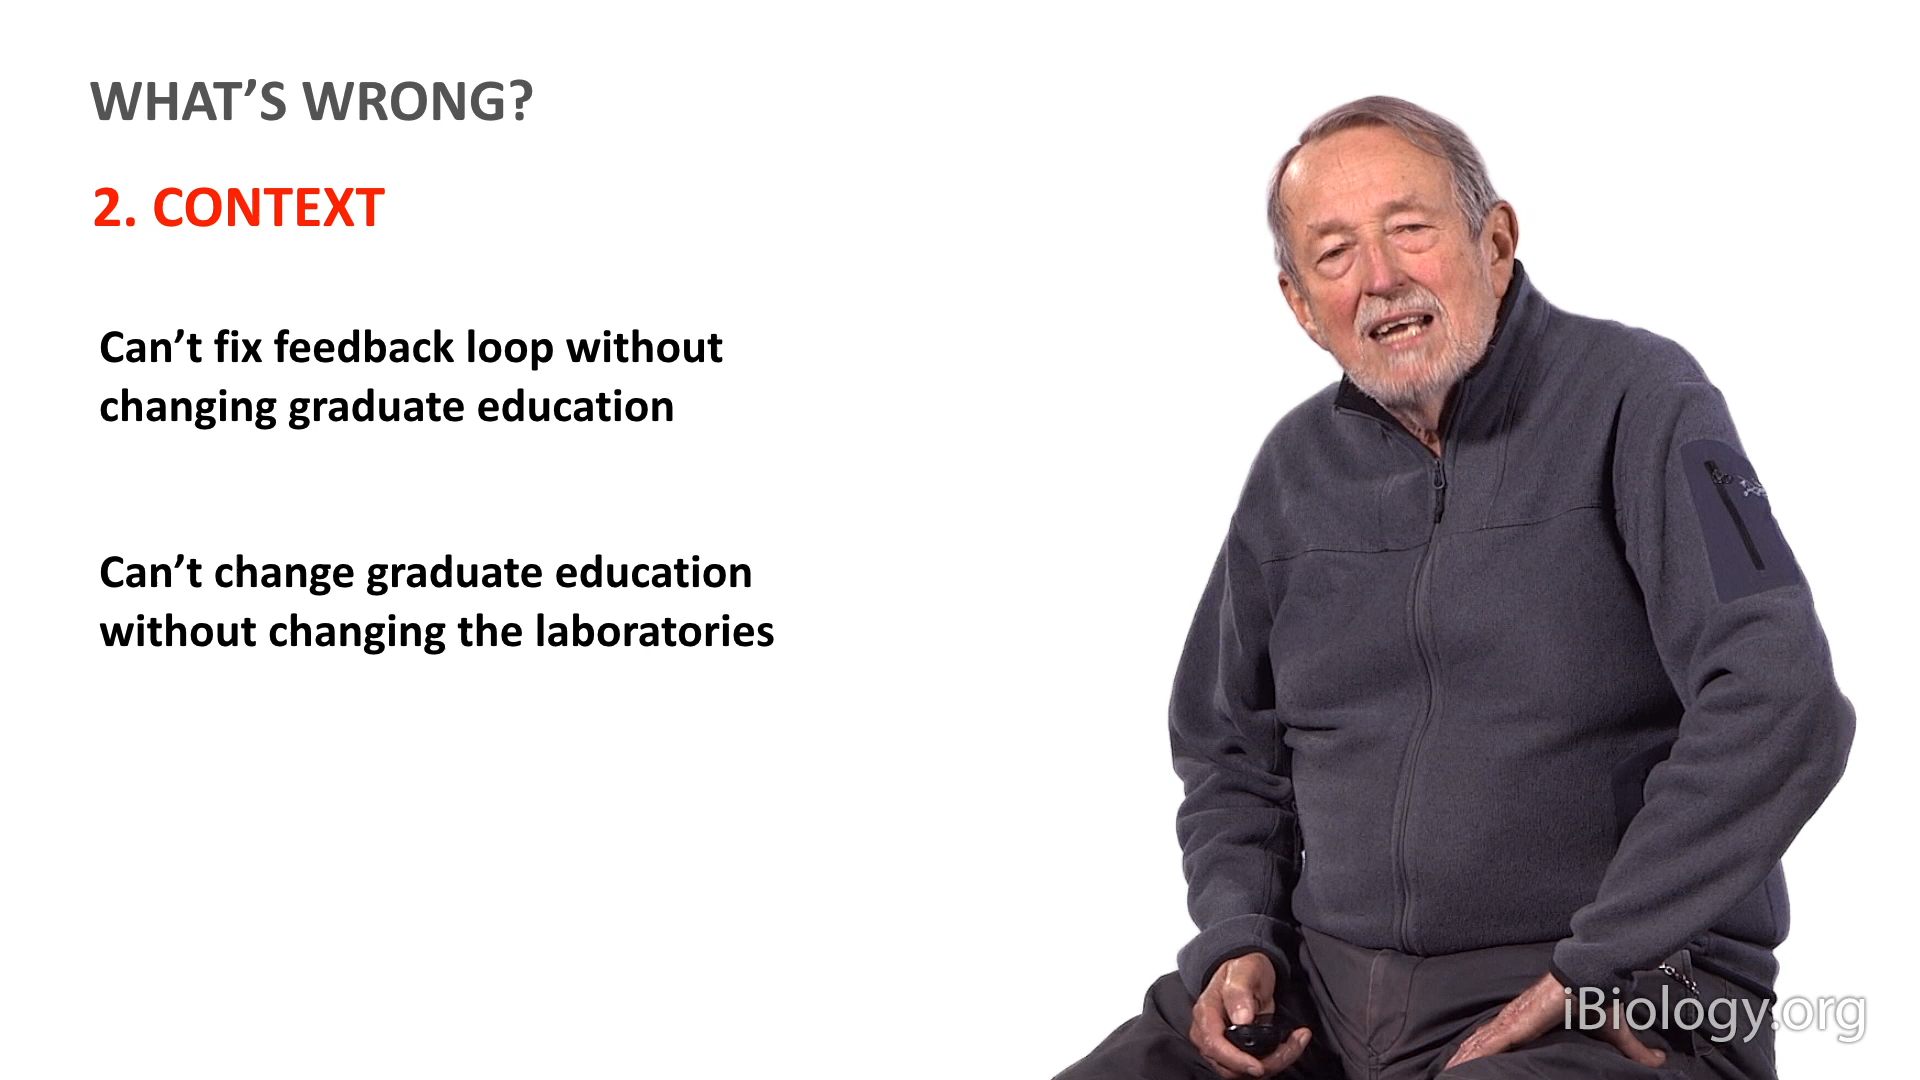 WHAT’S WRONG?
2. CONTEXT
Can’t fix feedback loop without
changing graduate education
Can’t change graduate education
without changing the laboratories
iBiology.org